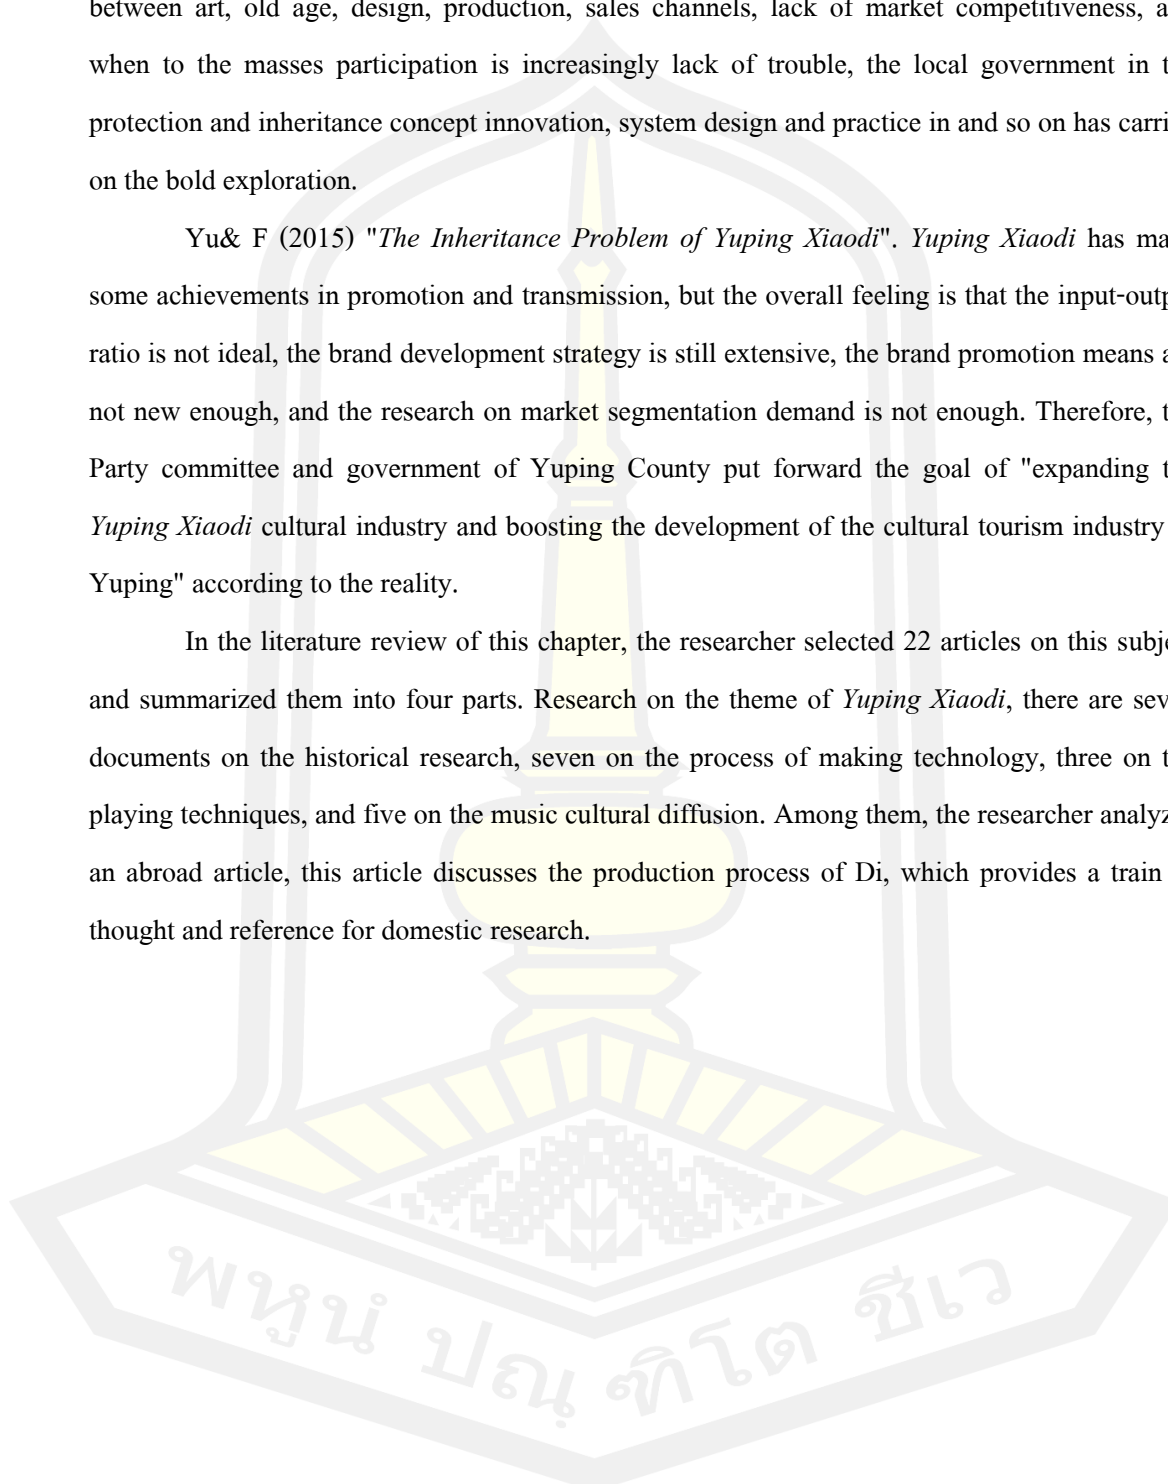 between art, old age, design, production, sales channels, lack of market competitiveness, a
when to the masses participation is increasingly lack of trouble, the local government in t
protection and inheritance concept innovation, system design and practice in and so on has carri
on the bold exploration.
Yu& F (2015) "The Inheritance Problem of Yuping Xiaodi". Yuping Xiaodi has ma
some achievements in promotion and transmission, but the overall feeling is that the input-outp
ratio is not ideal, the brand development strategy is still extensive, the brand promotion means a
not new enough, and the research on market segmentation demand is not enough. Therefore, t
Party committee and government of Yuping County put forward the goal of "expanding t
Yuping Xiaodi cultural industry and boosting the development of the cultural tourism industry
Yuping" according to the reality.
In the literature review of this chapter, the researcher selected 22 articles on this subje
and summarized them into four parts. Research on the theme of Yuping Xiaodi, there are sev
documents on the historical research, seven on the process of making technology, three on t
playing techniques, and five on the music cultural diffusion. Among them, the researcher analyz
an abroad article, this article discusses the production process of Di, which provides a train
thought and reference for domestic research.
พหูนํ ปณฺฑิโต ชีเว